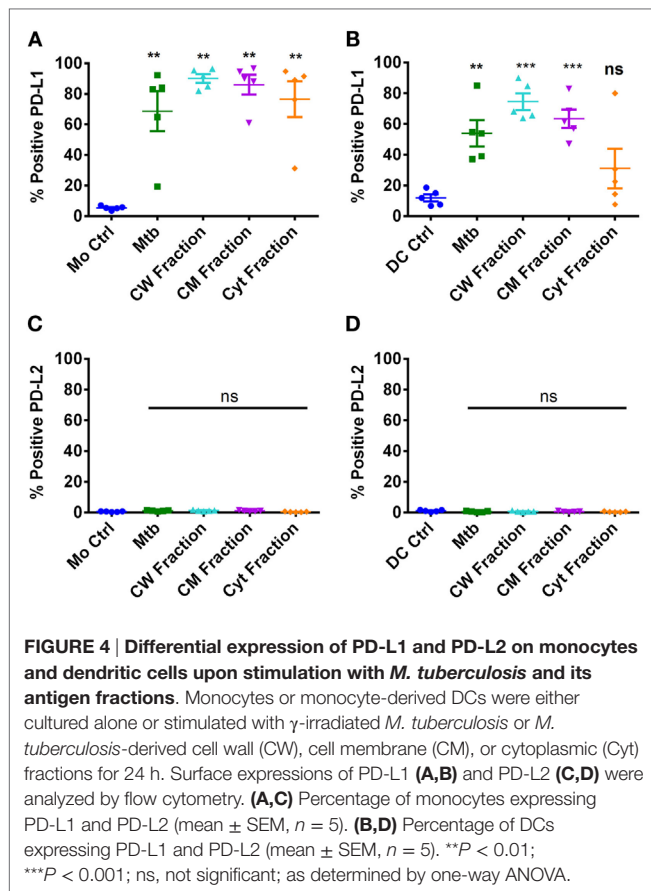 A
B
** ** ** **
** *** *** ns
% Positive PD-L1
100
80
60
40
20
0
Mo Ctrl
Mtb
CW Fraction
CM Fraction
Cyt Fraction
% Positive PD-L1
100
80
60
40
20
0
DC Ctrl
Mtb
CW Fraction
CM Fraction
Cyt Fraction
C
D
% Positive PD-L2
100
80
60
40
20
0
ns
Mo Ctrl
Mtb
CW Fraction
CM Fraction
Cyt Fraction
% Positive PD-L2
100
80
60
40
20
0
ns
DC Ctrl
Mtb
CW Fraction
CM Fraction
Cyt Fraction
FIGURE 4 | Differential expression of PD-L1 and PD-L2 on monocytes
and dendritic cells upon stimulation with M. tuberculosis and its
antigen fractions. Monocytes or monocyte-derived DCs were either
cultured alone or stimulated with γ-irradiated M. tuberculosis or M.
tuberculosis-derived cell wall (CW), cell membrane (CM), or cytoplasmic (Cyt)
fractions for 24 h. Surface expressions of PD-L1 (A,B) and PD-L2 (C,D) were
analyzed by flow cytometry. (A,C) Percentage of monocytes expressing
PD-L1 and PD-L2 (mean ± SEM, n = 5). (B,D) Percentage of DCs
expressing PD-L1 and PD-L2 (mean ± SEM, n = 5). **P < 0.01;
***P < 0.001; ns, not significant; as determined by one-way ANOVA.